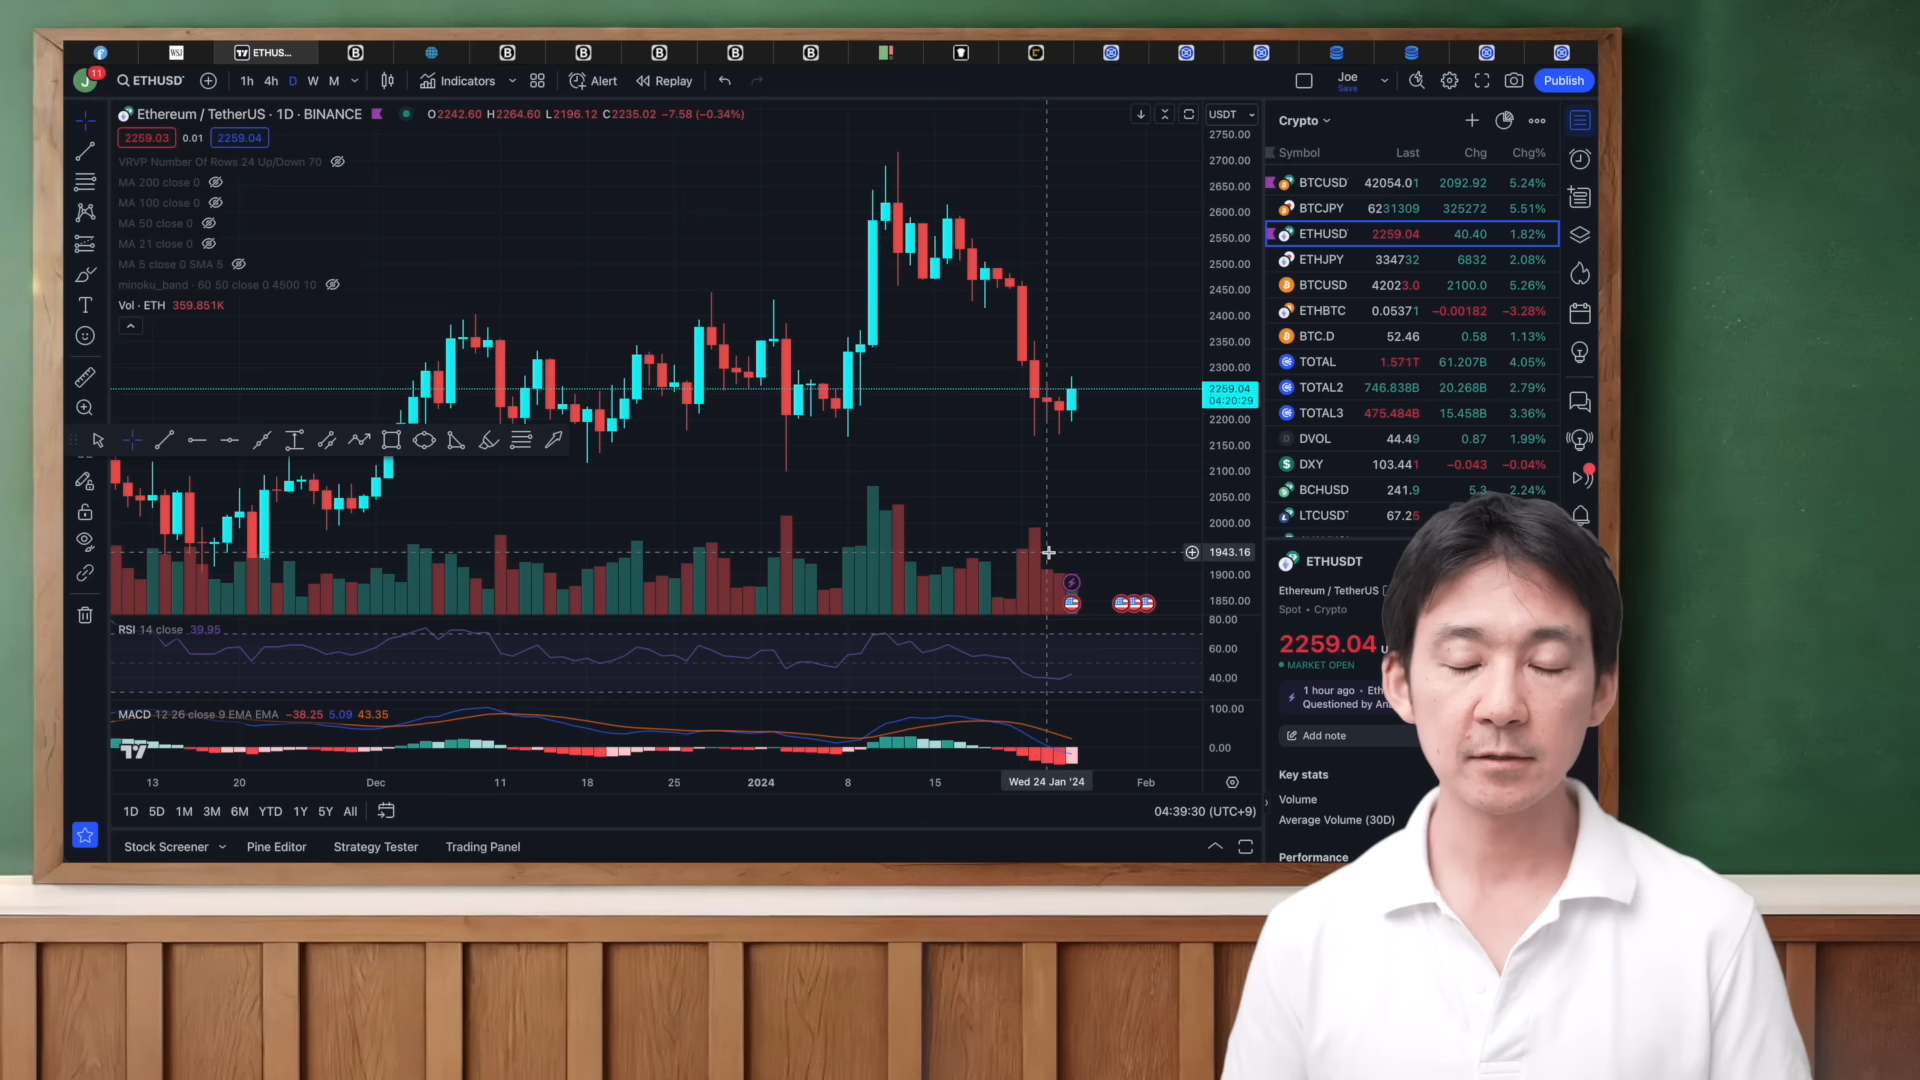 WSJ
ETHUS...
J 11 ETHUSDT 1h 4h D W M Indicators Alert Replay Joe Save Publish
Ethereum / TetherUS · 1D · BINANCE O2242.60 H2264.60 L2196.12 C2235.02 −7.58 (−0.34%)
2259.03 0.01 2259.04
VRVP Number Of Rows 24 Up/Down 70
MA 200 close 0
MA 100 close 0
MA 50 close 0
MA 21 close 0
MA 5 close 0 SMA 5
minoku_band · 60 50 close 0 4500 10
Vol · ETH 359.851K
USDT
2750.00
2700.00
2650.00
2600.00
2550.00
2500.00
2450.00
2400.00
2350.00
2300.00
2259.04
04:20:29
2200.00
2150.00
2100.00
2050.00
2000.00
1943.16
1900.00
1850.00
RSI 14 close 39.95
80.00
60.00
40.00
MACD 12 26 close 9 EMA EMA −38.25 5.09 43.35
100.00
0.00
13 20 Dec 11 18 25 2024 8 15 Wed 24 Jan '24 Feb
1D 5D 1M 3M 6M YTD 1Y 5Y All 04:39:30 (UTC+9)
Stock Screener Pine Editor Strategy Tester Trading Panel
Crypto
Symbol Last Chg Chg%
BTCUSD 42054.01 2092.92 5.24%
BTCJPY 6231309 325272 5.51%
ETHUSD 2259.04 40.40 1.82%
ETHJPY 334732 6832 2.08%
BTCUSD 42023.0 2100.0 5.26%
ETHBTC 0.05371 −0.00182 −3.28%
BTC.D 52.46 0.58 1.13%
TOTAL 1.571T 61.207B 4.05%
TOTAL2 746.838B 20.268B 2.79%
TOTAL3 475.484B 15.458B 3.36%
DVOL 44.49 0.87 1.99%
DXY 103.441 −0.043 −0.04%
BCHUSD 241.9 5.3 2.24%
LTCUSDT 67.25
ETHUSDT
Ethereum / TetherUS
Spot • Crypto
2259.04
MARKET OPEN
1 hour ago • Eth
Questioned by
Add note
Key stats
Volume
Average Volume (30D)
Performance